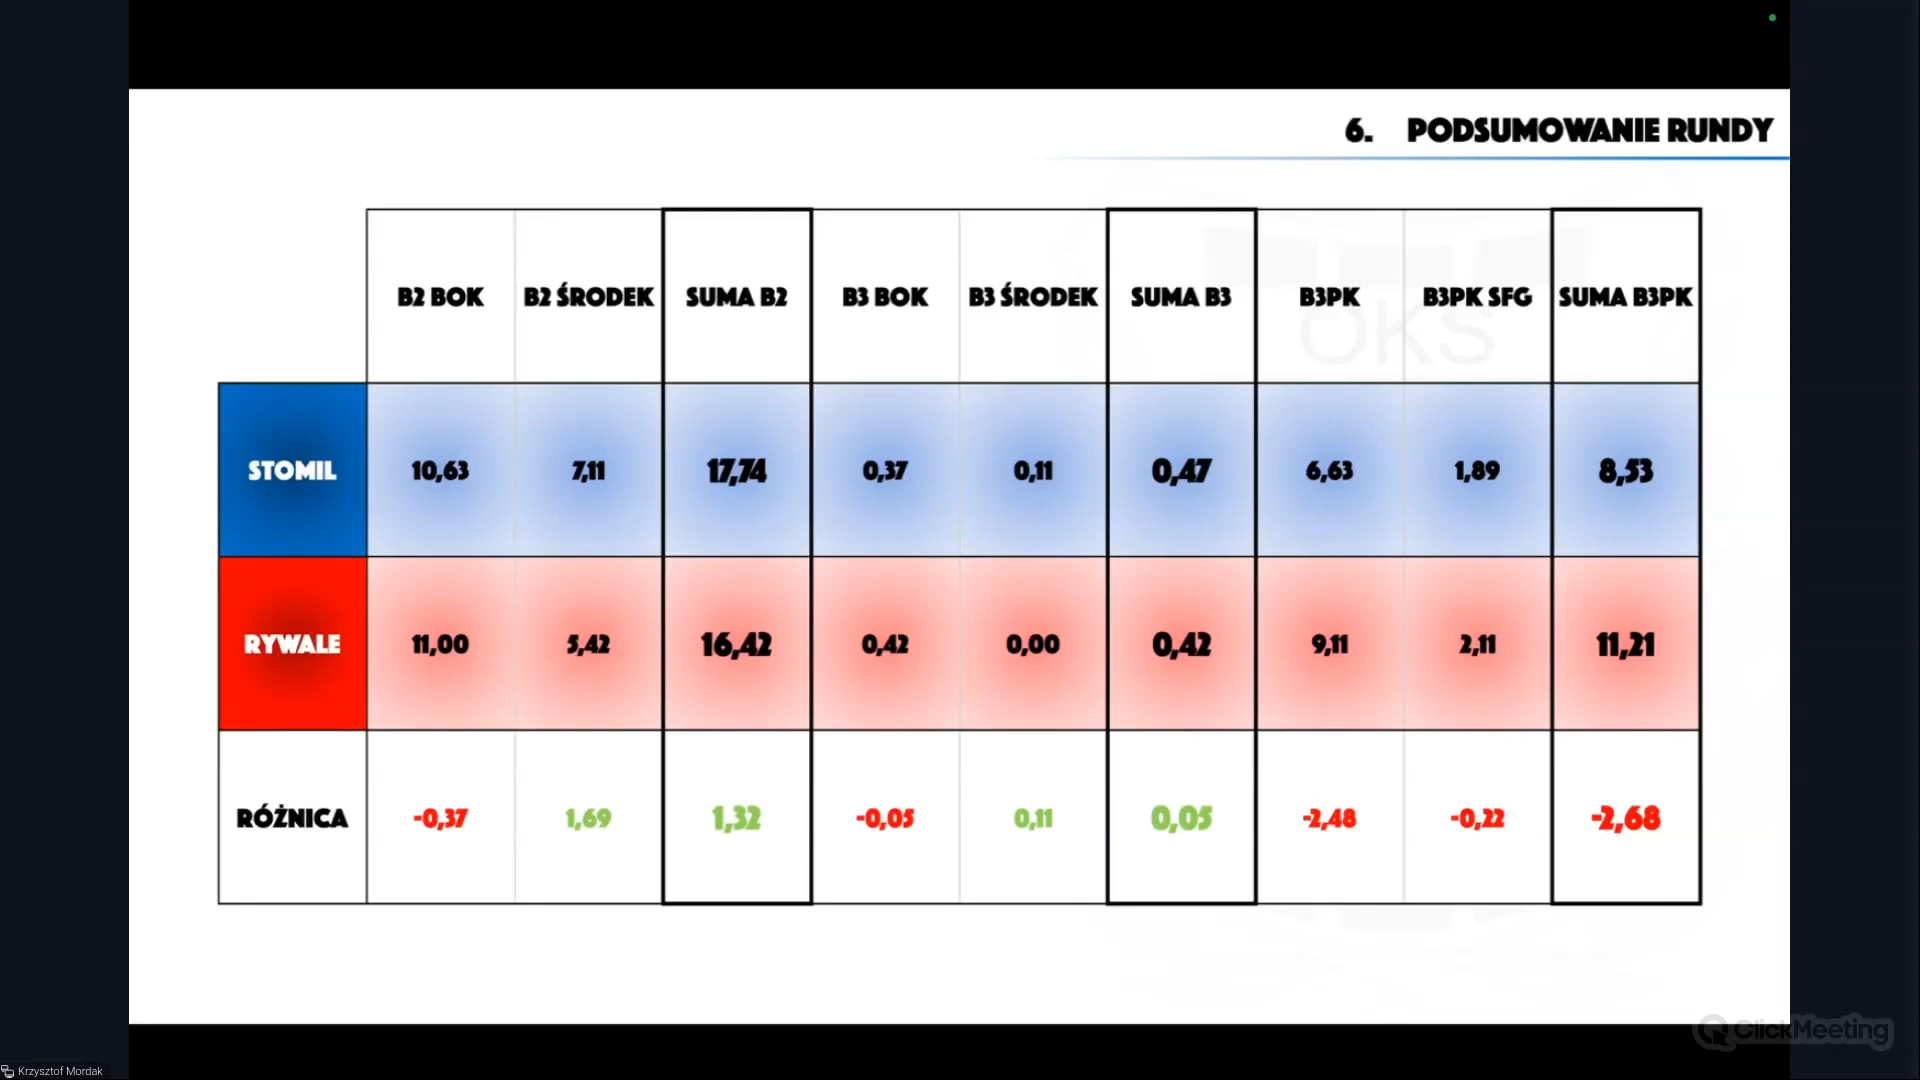 6. PODSUMOWANIE RUNDY
B2 BOK B2 ŚRODEK SUMA B2 B3 BOK B3 ŚRODEK SUMA B3 B3PK B3PK SFG SUMA B3PK
OKS
STOMIL 10,63 7,11 17,74 0,37 0,11 0,47 6,63 1,89 8,53
RYWALE 11,00 5,42 16,42 0,42 0,00 0,42 9,11 2,11 11,21
RÓŻNICA -0,37 1,69 1,32 -0,05 0,11 0,05 -2,48 -0,22 -2,68
ClickMeeting
Krzysztof Mordak